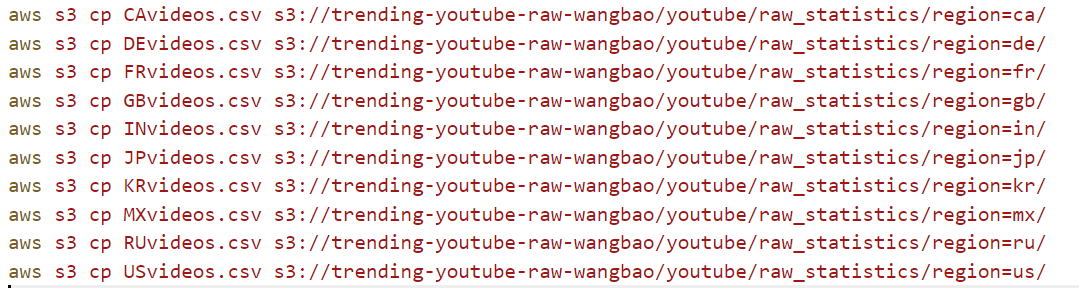 aws s3 cp CAvideos.csv s3://trending-youtube-raw-wangbao/youtube/raw_statistics/region=ca/
aws s3 cp DEvideos.csv s3://trending-youtube-raw-wangbao/youtube/raw_statistics/region=de/
aws s3 cp FRvideos.csv s3://trending-youtube-raw-wangbao/youtube/raw_statistics/region=fr/
aws s3 cp GBvideos.csv s3://trending-youtube-raw-wangbao/youtube/raw_statistics/region=gb/
aws s3 cp INvideos.csv s3://trending-youtube-raw-wangbao/youtube/raw_statistics/region=in/
aws s3 cp JPvideos.csv s3://trending-youtube-raw-wangbao/youtube/raw_statistics/region=jp/
aws s3 cp KRvideos.csv s3://trending-youtube-raw-wangbao/youtube/raw_statistics/region=kr/
aws s3 cp MXvideos.csv s3://trending-youtube-raw-wangbao/youtube/raw_statistics/region=mx/
aws s3 cp RUvideos.csv s3://trending-youtube-raw-wangbao/youtube/raw_statistics/region=ru/
aws s3 cp USvideos.csv s3://trending-youtube-raw-wangbao/youtube/raw_statistics/region=us/